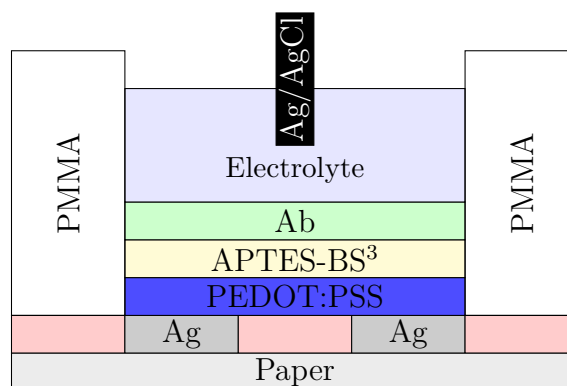 Ag/AgCl
PMMA
PMMA
Electrolyte
Ab
APTES-BS³
PEDOT:PSS
Ag
Ag
Paper